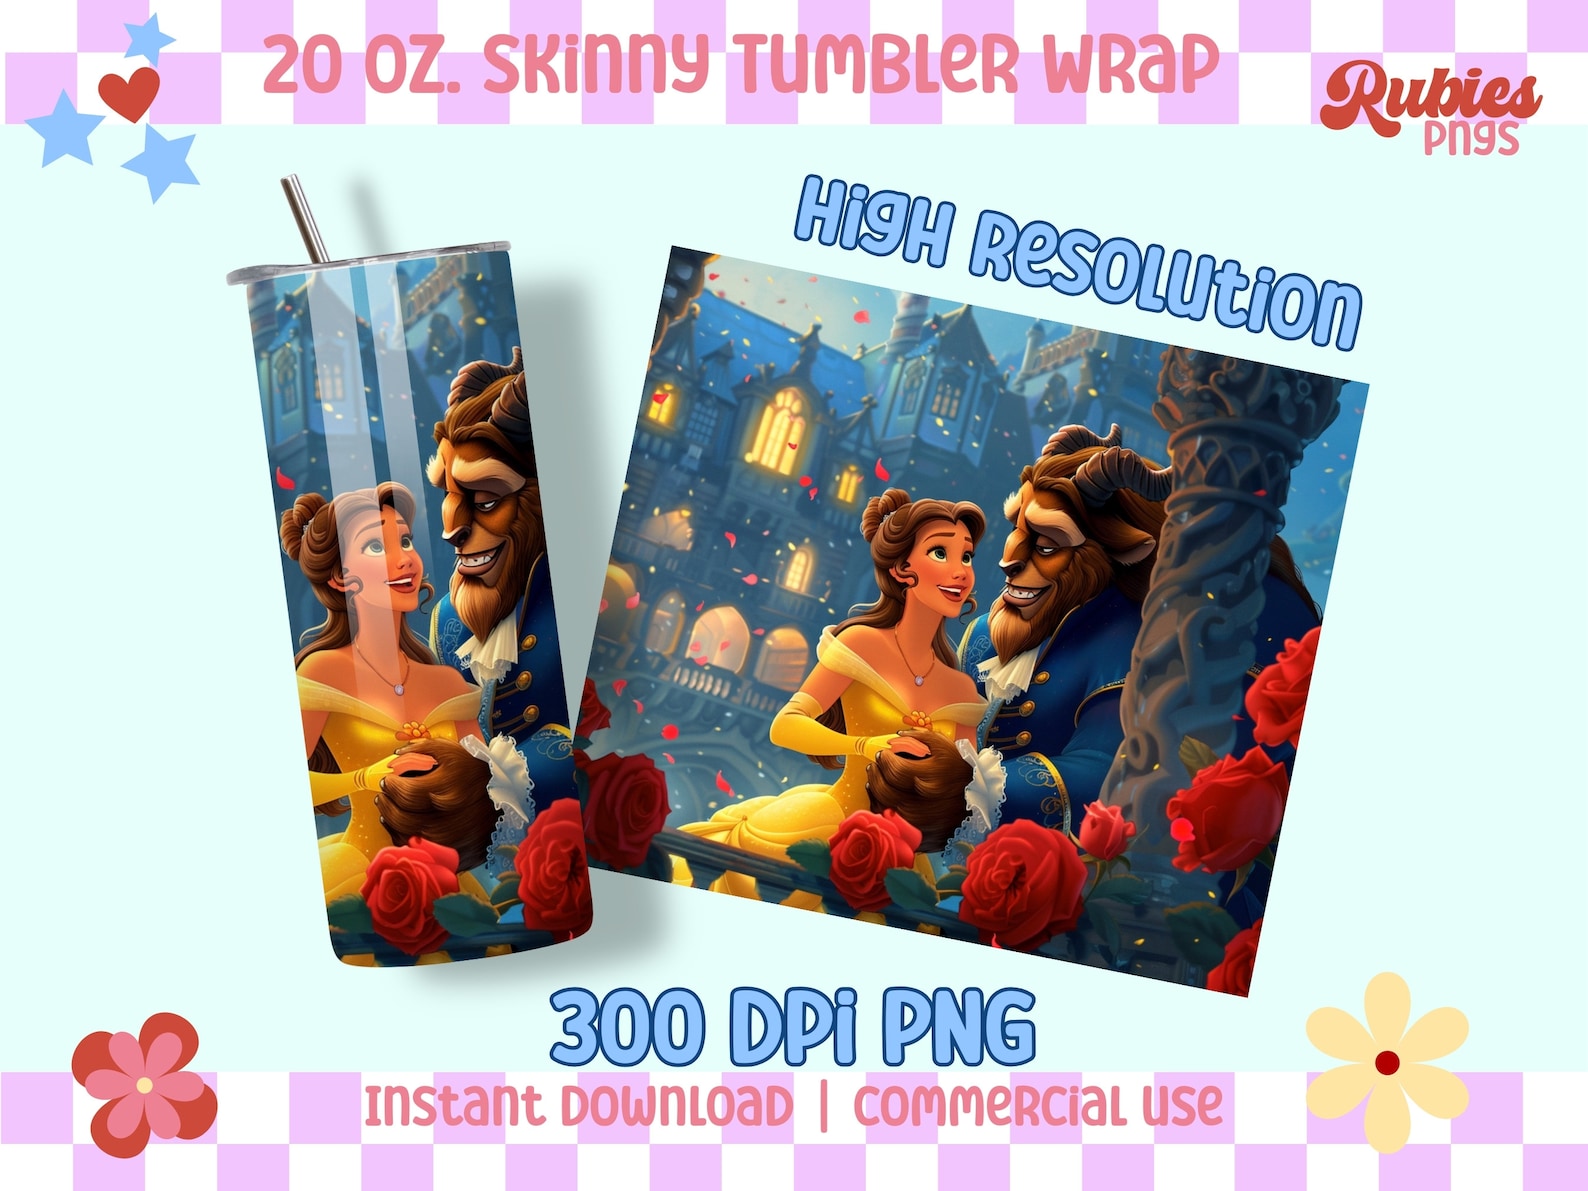 20 oz. Skinny Tumbler Wrap
Rubies
PNGs
High Resolution
300 DPI PNG
Instant Download | Commercial Use